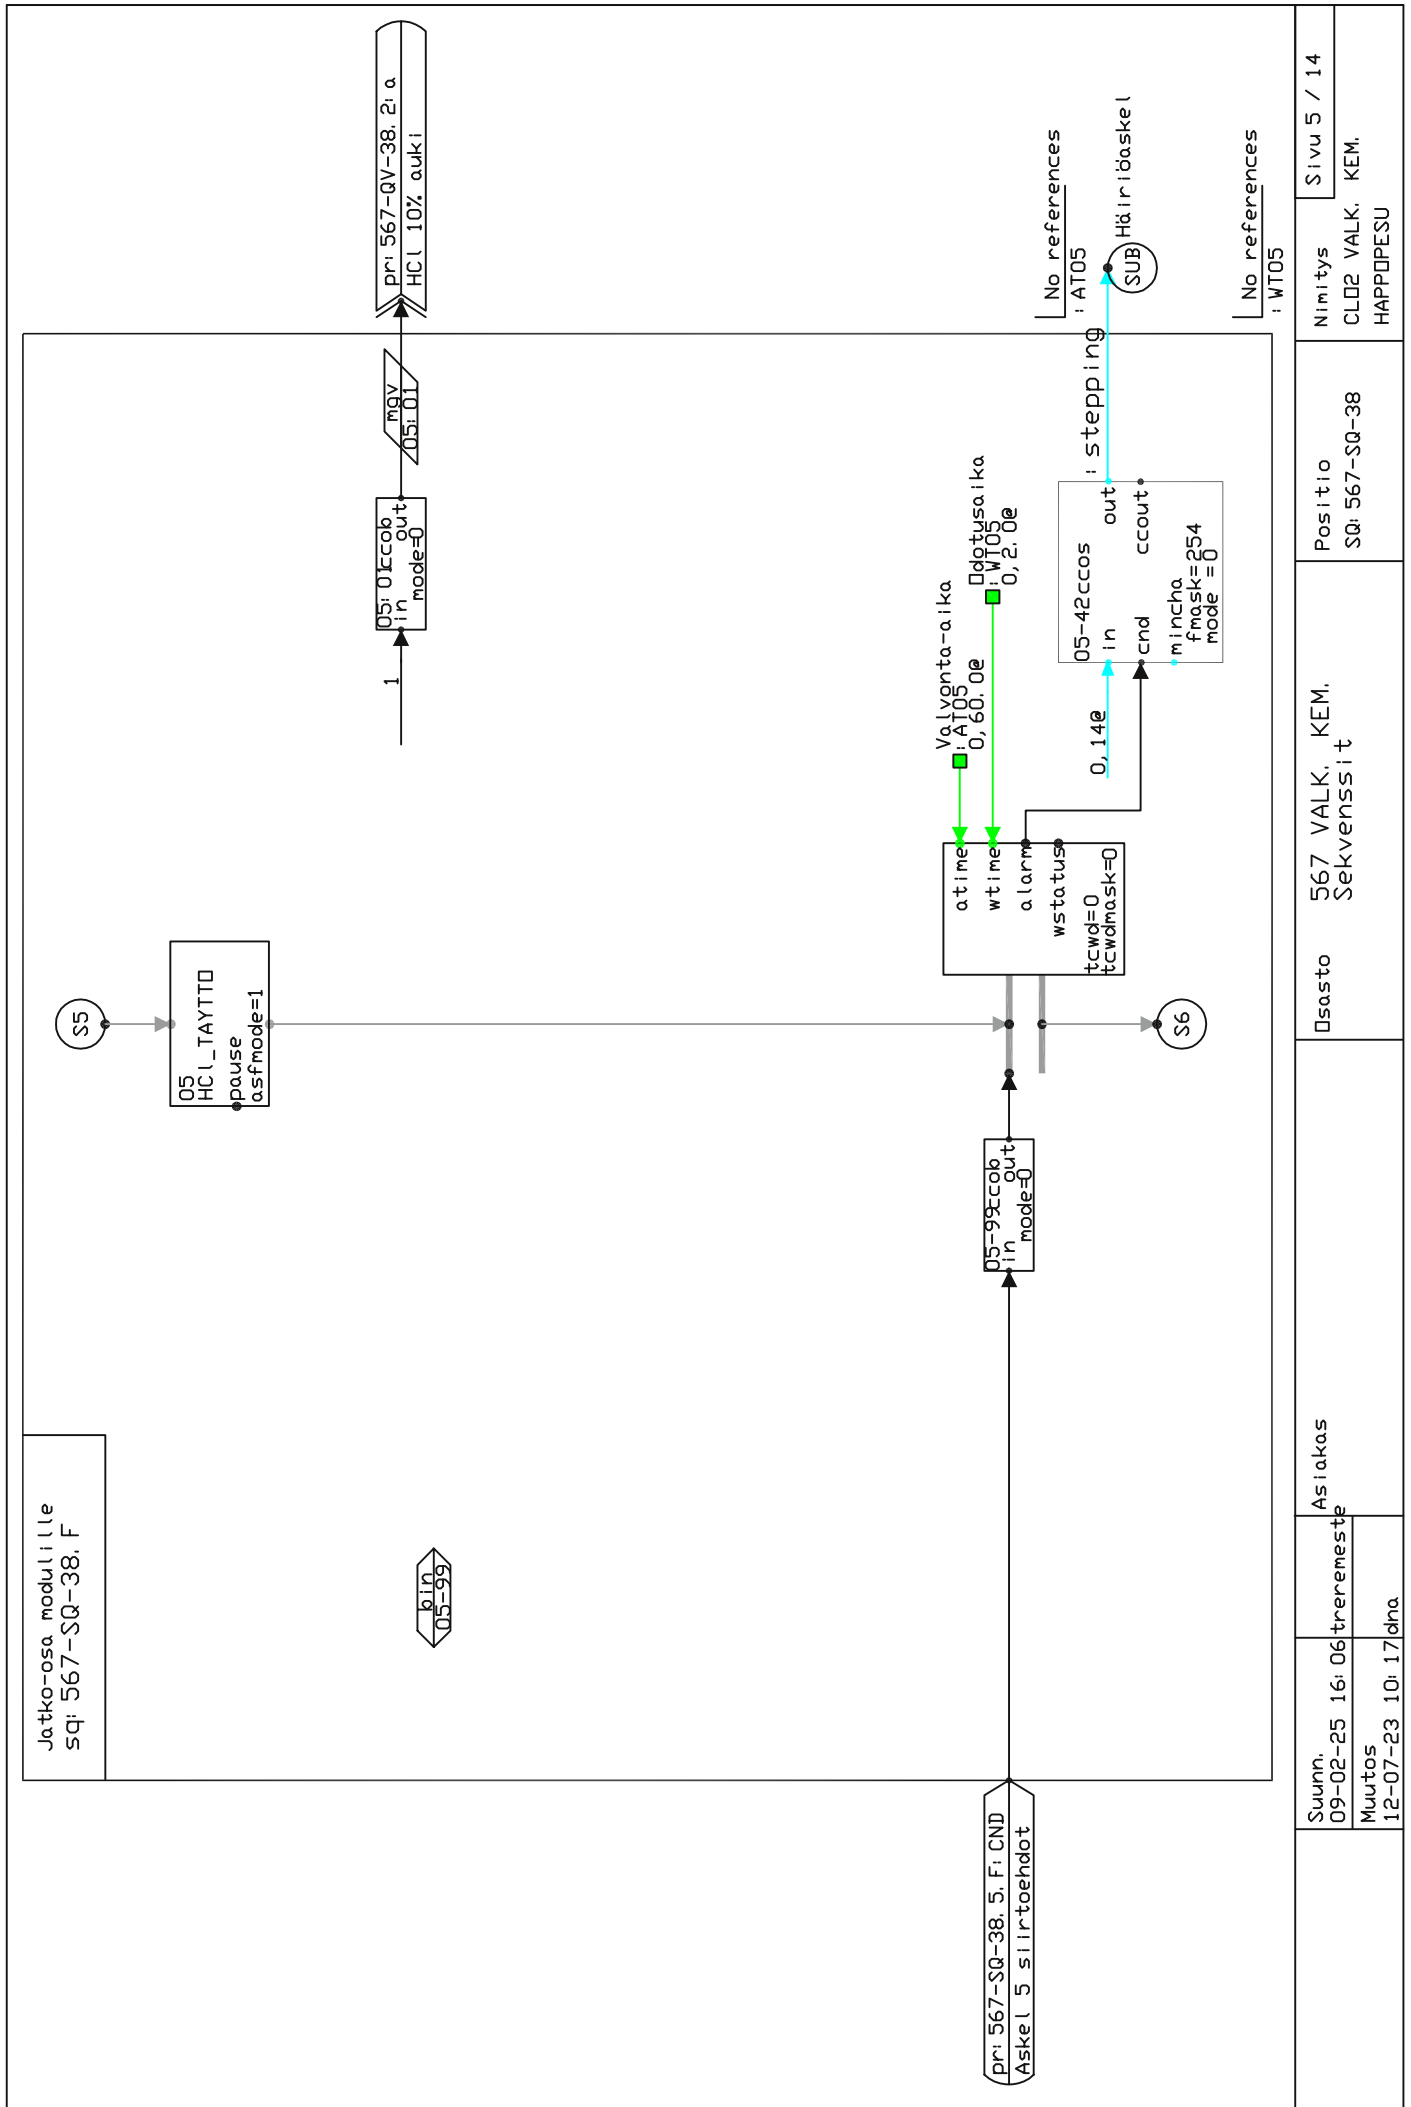 Jatko-osa modulille
sq: 567-SQ-38. F
S5
05
HCl_TAYTTO
pause
asfmode=1
bin
05-99
1
05: 01ccob
in out
mode=0
mgv
05: 01
pr: 567-QV-38. 2: a
HCl 10% auki
Valvonta-aika
: AT05
0, 60. 0@
Odotusaika
: WT05
0, 2. 0@
atime
wtime
alarm
wstatus
tcwd=0
tcwdmask=0
0, 14@
05-42ccos
in out
cnd ccout
mincha
fmask=254
mode =0
: stepping
No references
: AT05
SUB
Häiriöaskel
No references
: WT05
pr: 567-SQ-38. 5. F: CND
Askel 5 siirtoehdot
05-99ccob
in out
mode=0
S6
Suunn.
09-02-25 16: 06 treremeste
Muutos
12-07-23 10: 17 dna
Asiakas
Osasto
567 VALK. KEM.
Sekvenssit
Positio
SQ: 567-SQ-38
Nimitys
CLO2 VALK. KEM.
HAPPOPESU
Sivu 5 / 14